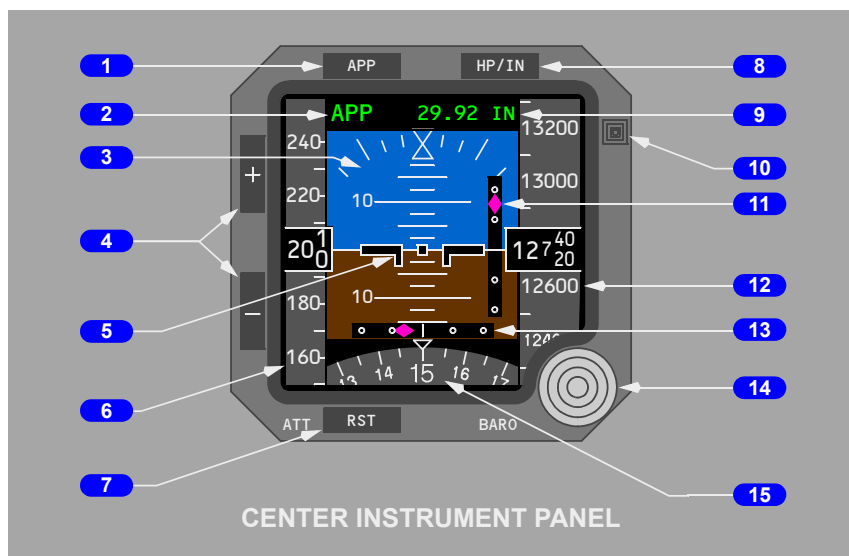 1 APP HP/IN 8
2 APP 29.92 IN 9
240 13200
3 10
+ 220 10 13000 11
4 20 1 0 127 40 20
180 10 12600 12
5 13
160 13 14 15 16 17 14
6 ATT RST BARO
7 15
CENTER INSTRUMENT PANEL